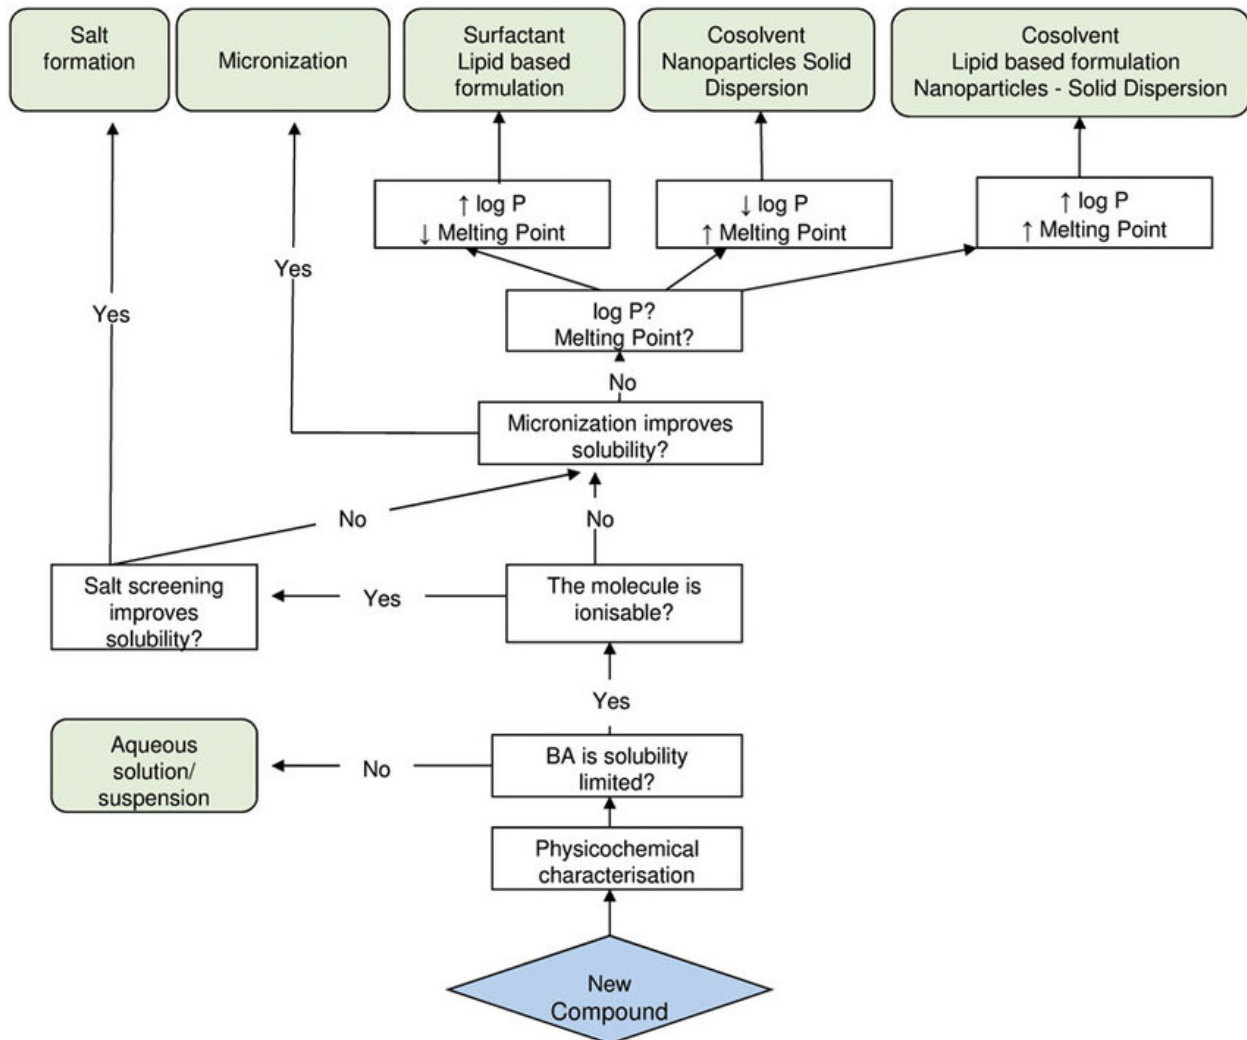 Salt
formation
Micronization
Surfactant
Lipid based
formulation
Cosolvent
Nanoparticles Solid
Dispersion
Cosolvent
Lipid based formulation
Nanoparticles - Solid Dispersion
↑ log P
↓ Melting Point
↓ log P
↑ Melting Point
↑ log P
↑ Melting Point
Yes
Yes
log P?
Melting Point?
No
Micronization improves
solubility?
No
No
Salt screening
improves
solubility?
Yes
The molecule is
ionisable?
Yes
Aqueous
solution/
suspension
No
BA is solubility
limited?
Physicochemical
characterisation
New
Compound